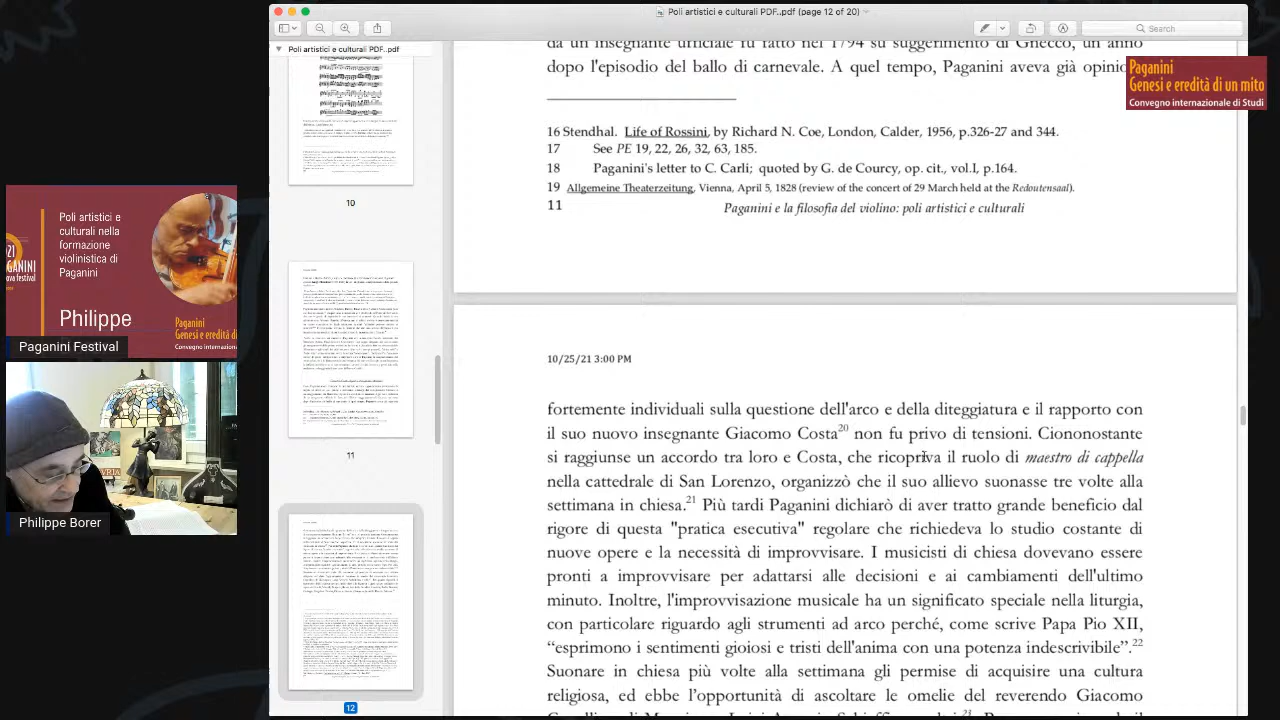 Poli artistici e culturali PDF..pdf (page 12 of 20)
Search
Poli artistici e culturali PDF..pdf
10
11
12
da un insegnante ufficiale fu fatto nel 1794 su suggerimento di Gnecco, un anno
dopo l'episodio del ballo di carnevale. A quel tempo, Paganini aveva già opinio
16 Stendhal. Life of Rossini, by Richard N. Coe, London, Calder, 1956, p.326-27 and 344.
17 See PE 19, 22, 26, 32, 63, 185.
18 Paganini's letter to C. Carli; quoted by G. de Courcy, op. cit., vol.I, p.164.
19 Allgemeine Theaterzeitung, Vienna, April 5, 1828 (review of the concert of 29 March held at the Redoutensaal).
11 Paganini e la filosofia del violino: poli artistici e culturali
10/25/21 3:00 PM
fortemente individuali sulla questione dell'arco e della diteggiatura e il rapporto con
il suo nuovo insegnante Giacomo Costa20 non fu privo di tensioni. Ciononostante
si raggiunse un accordo tra loro e Costa, che ricopriva il ruolo di maestro di cappella
nella cattedrale di San Lorenzo, organizzò che il suo allievo suonasse tre volte alla
settimana in chiesa.21 Più tardi Paganini dichiarò di aver tratto grande beneficio dal
rigore di questa "pratica forzata" regolare che richiedeva lo studio costante di
nuove opere e la necessità di improvvisare. I musicisti di chiesa dovevano essere
pronti a improvvisare per adattarsi alle decisioni e ai cambiamenti dell'ultimo
minuto. Inoltre, l'improvvisazione musicale ha un significato speciale nella liturgia,
con particolare riguardo agli strumenti ad arco perché, come scrive Papa Pio XII,
"esprimono i sentimenti gioiosi e tristi dell'anima con una potenza indescrivibile”.22
Suonare in chiesa più volte alla settimana gli permise di acquisire una cultura
religiosa, ed ebbe l’opportunità di ascoltare le omelie del reverendo Giacomo
Paganini
Genesi e eredità di un mito
Convegno internazionale di Studi
Poli artistici e
culturali nella
formazione
violinistica di
Paganini
Philippe
Paganini
Genesi e eredità d
Convegno internazionale
Paganini Festival
Philippe Borer